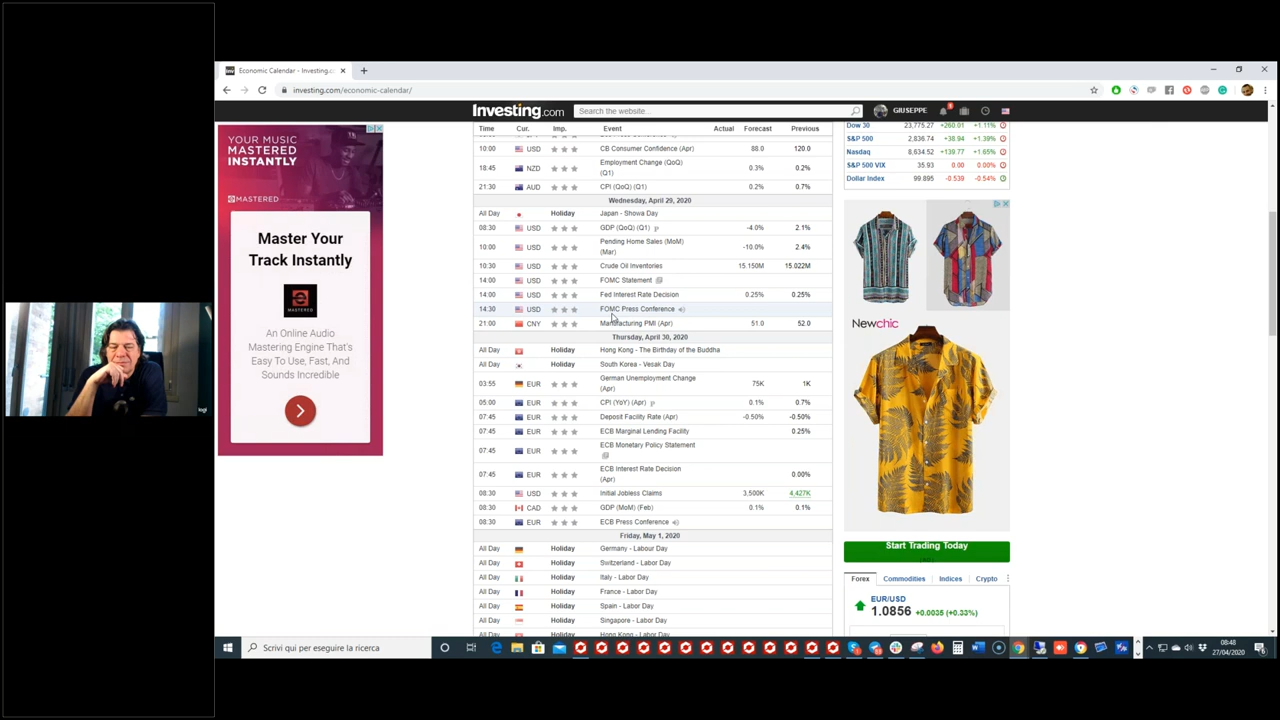 Economic Calendar - Investing.c
investing.com/economic-calendar/
Investing.com
Search the website...
GIUSEPPE
YOUR MUSIC
MASTERED
INSTANTLY
MASTERED
Master Your
Track Instantly
An Online Audio
Mastering Engine That's
Easy To Use, Fast, And
Sounds Incredible
Time Cur. Imp. Event Actual Forecast Previous
10:00 USD CB Consumer Confidence (Apr) 88.0 120.0
18:45 NZD Employment Change (QoQ) (Q1) 0.3% 0.2%
21:30 AUD CPI (QoQ) (Q1) 0.2% 0.7%
Wednesday, April 29, 2020
All Day Holiday Japan - Showa Day
08:30 USD GDP (QoQ) (Q1) P -4.0% 2.1%
10:00 USD Pending Home Sales (MoM) (Mar) -10.0% 2.4%
10:30 USD Crude Oil Inventories 15.150M 15.022M
14:00 USD FOMC Statement
14:00 USD Fed Interest Rate Decision 0.25% 0.25%
14:30 USD FOMC Press Conference
21:00 CNY Manufacturing PMI (Apr) 51.0 52.0
Thursday, April 30, 2020
All Day Holiday Hong Kong - The Birthday of the Buddha
All Day Holiday South Korea - Vesak Day
03:55 EUR German Unemployment Change (Apr) 75K 1K
05:00 EUR CPI (YoY) (Apr) P 0.1% 0.7%
07:45 EUR Deposit Facility Rate (Apr) -0.50% -0.50%
07:45 EUR ECB Marginal Lending Facility 0.25%
07:45 EUR ECB Monetary Policy Statement
07:45 EUR ECB Interest Rate Decision (Apr) 0.00%
08:30 USD Initial Jobless Claims 3,500K 4,427K
08:30 CAD GDP (MoM) (Feb) 0.1% 0.1%
08:30 EUR ECB Press Conference
Friday, May 1, 2020
All Day Holiday Germany - Labour Day
All Day Holiday Switzerland - Labor Day
All Day Holiday Italy - Labor Day
All Day Holiday France - Labor Day
All Day Holiday Spain - Labor Day
All Day Holiday Singapore - Labor Day
All Day Holiday Hong Kong - Labor Day
Dow 30 23,775.27 +260.01 +1.11%
S&P 500 2,836.74 +38.94 +1.39%
Nasdaq 8,634.52 +139.77 +1.65%
S&P 500 VIX 35.93 0.00 0.00%
Dollar Index 99.895 -0.539 -0.54%
Newchic
Start Trading Today
Forex Commodities Indices Crypto
EUR/USD
1.0856 +0.0035 (+0.33%)
logi
Scrivi qui per eseguire la ricerca
08:48
27/04/2020